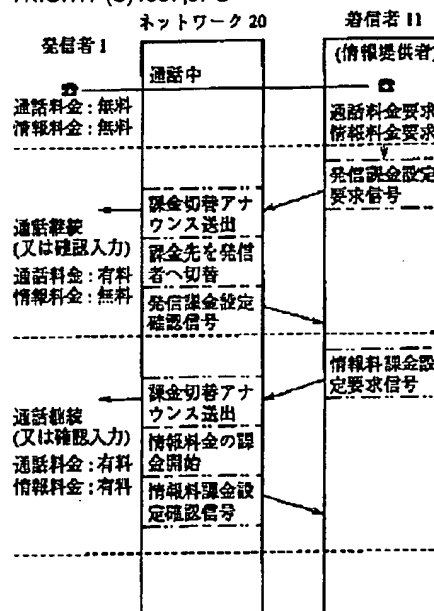 ネットワーク 20
着信者 11
発信者 1
(情報提供者)
通話中
通話料金:無料
情報料金:無料
通話料金要求
情報料金要求
発信課金設定
要求信号
課金切替アナ
ウンス送出
通話継続
(又は確認入力)
通話料金:有料
情報料金:無料
課金先を発信
者へ切替
発信課金設定
確認信号
情報料課金設
定要求信号
課金切替アナ
ウンス送出
通話継続
(又は確認入力)
通話料金:有料
情報料金:有料
情報料金の課
金開始
情報料課金設
定確認信号